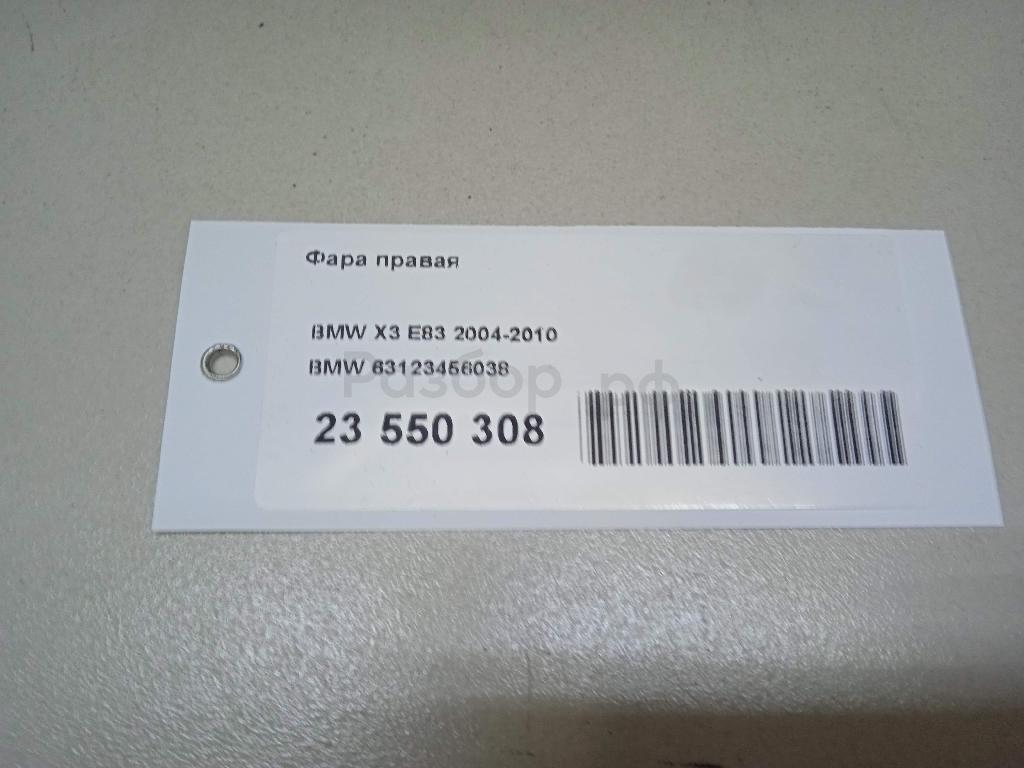 Фара правая
BMW X3 E83 2004-2010
BMW 63123456038
Разбор.рф
23 550 308